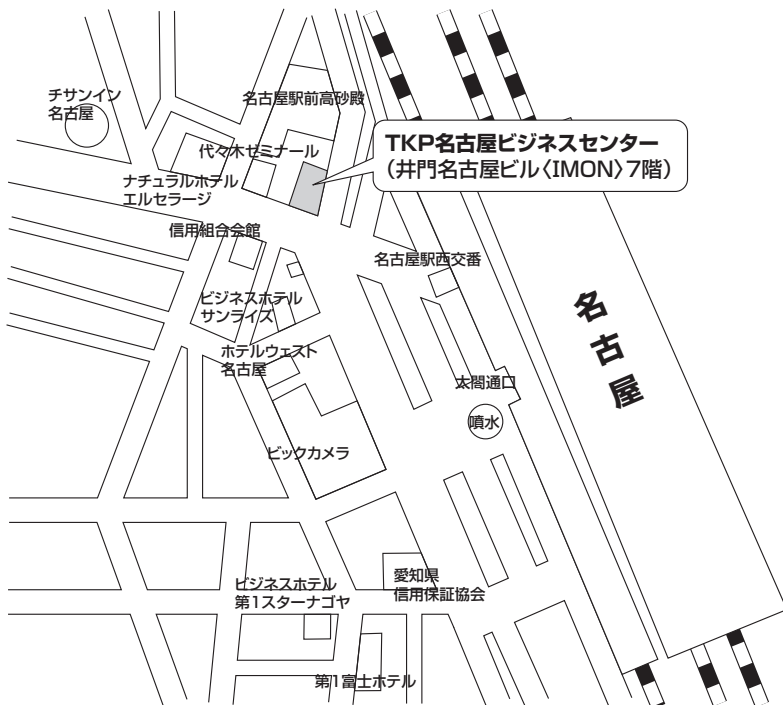 チサンイン
名古屋
名古屋駅前高砂殿
代々木ゼミナール
TKP名古屋ビジネスセンター
（井門名古屋ビル〈IMON〉7階）
ナチュラルホテル
エルセラージ
信用組合会館
名古屋駅西交番
ビジネスホテル
サンライズ
名古屋
ホテルウェスト
名古屋
太閤通口
噴水
ビックカメラ
ビジネスホテル
第1スターナゴヤ
愛知県
信用保証協会
第1富士ホテル